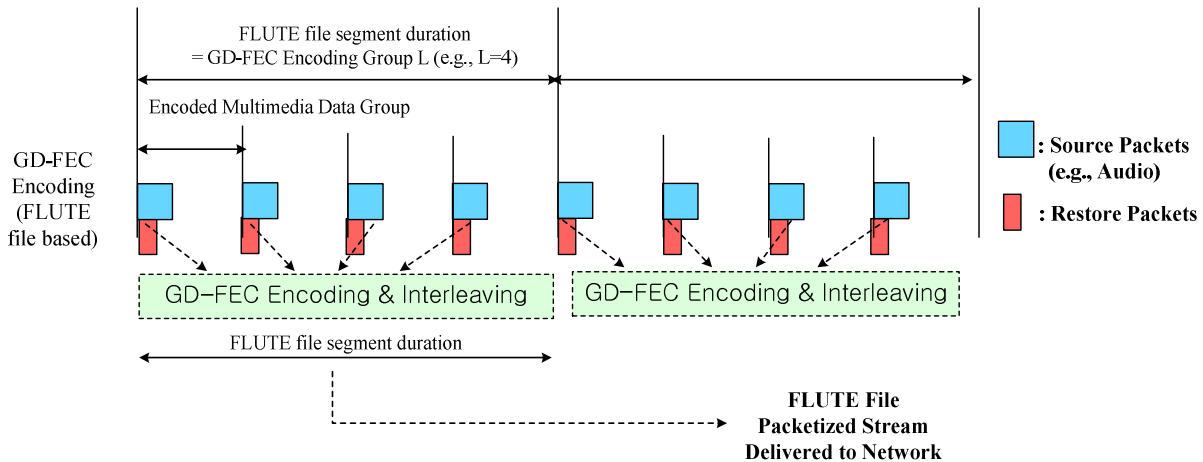 FLUTE file segment duration
= GD-FEC Encoding Group L (e.g., L=4)
Encoded Multimedia Data Group
GD-FEC
Encoding
(FLUTE
file based)
: Source Packets
(e.g., Audio)
: Restore Packets
GD-FEC Encoding & Interleaving
GD-FEC Encoding & Interleaving
FLUTE file segment duration
FLUTE File
Packetized Stream
Delivered to Network